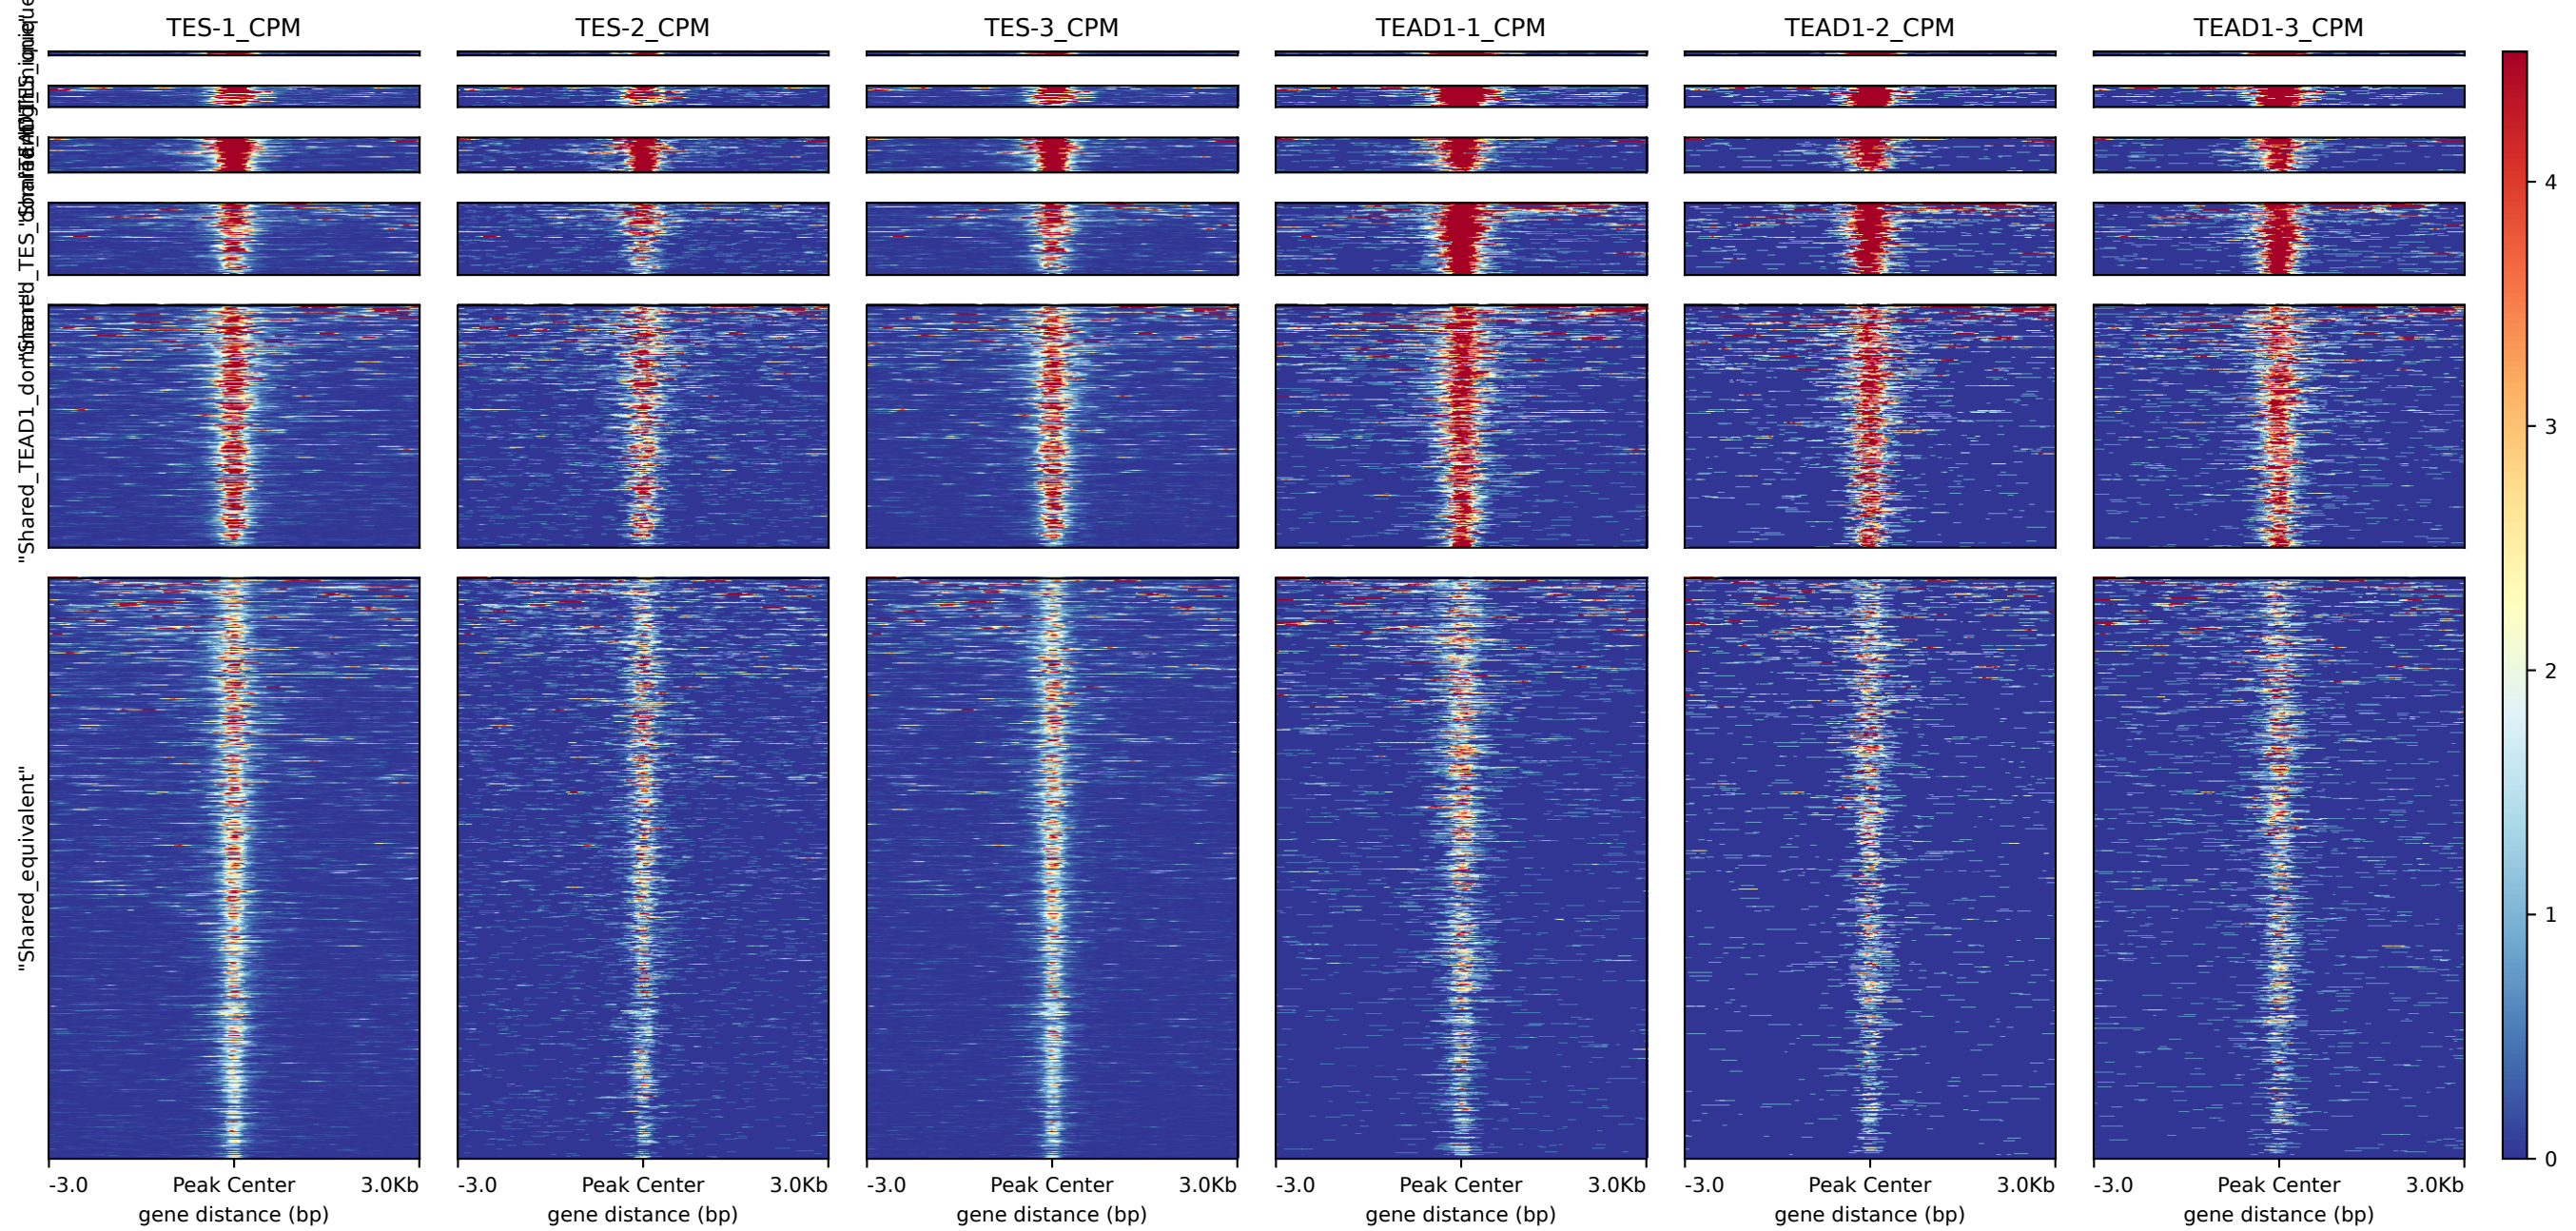 TES-1_CPM
TES-2_CPM
TES-3_CPM
TEAD1-1_CPM
TEAD1-2_CPM
TEAD1-3_CPM
"Shared_equivalent"
4
3
2
1
0
-3.0 Peak Center 3.0Kb
gene distance (bp)
-3.0 Peak Center 3.0Kb
gene distance (bp)
-3.0 Peak Center 3.0Kb
gene distance (bp)
-3.0 Peak Center 3.0Kb
gene distance (bp)
-3.0 Peak Center 3.0Kb
gene distance (bp)
-3.0 Peak Center 3.0Kb
gene distance (bp)